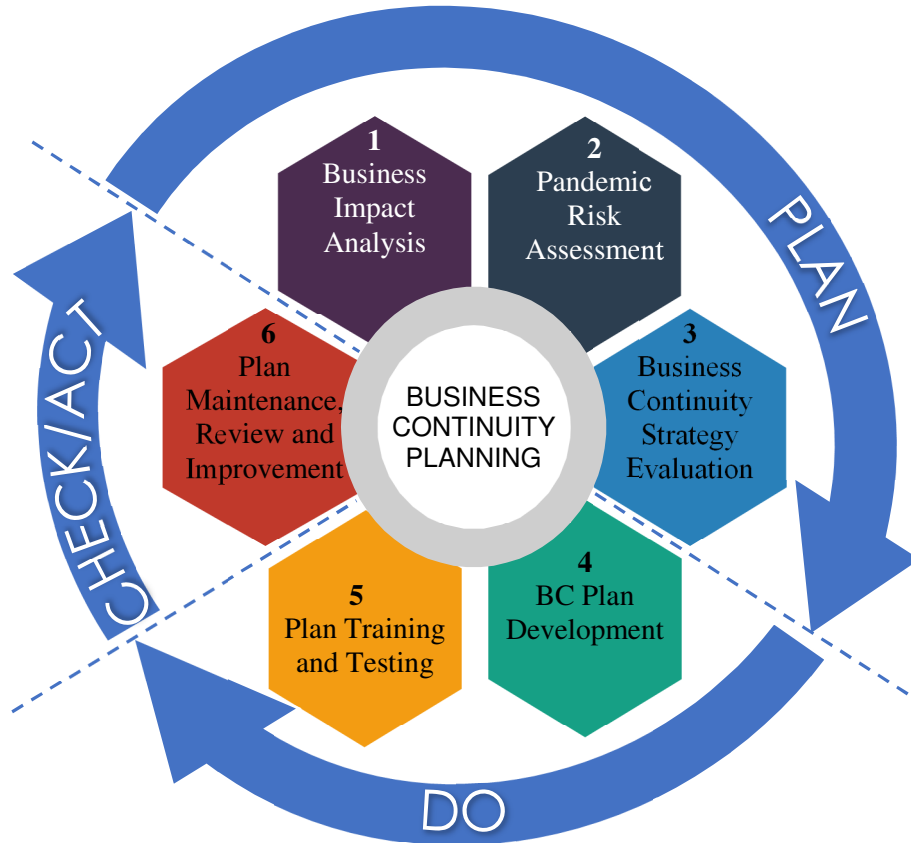 1
Business
Impact
Analysis
2
Pandemic
Risk
Assessment
PLAN
3
Business
Continuity
Strategy
Evaluation
4
BC Plan
Development
DO
5
Plan Training
and Testing
6
Plan
Maintenance,
Review and
Improvement
CHECK/ACT
BUSINESS
CONTINUITY
PLANNING